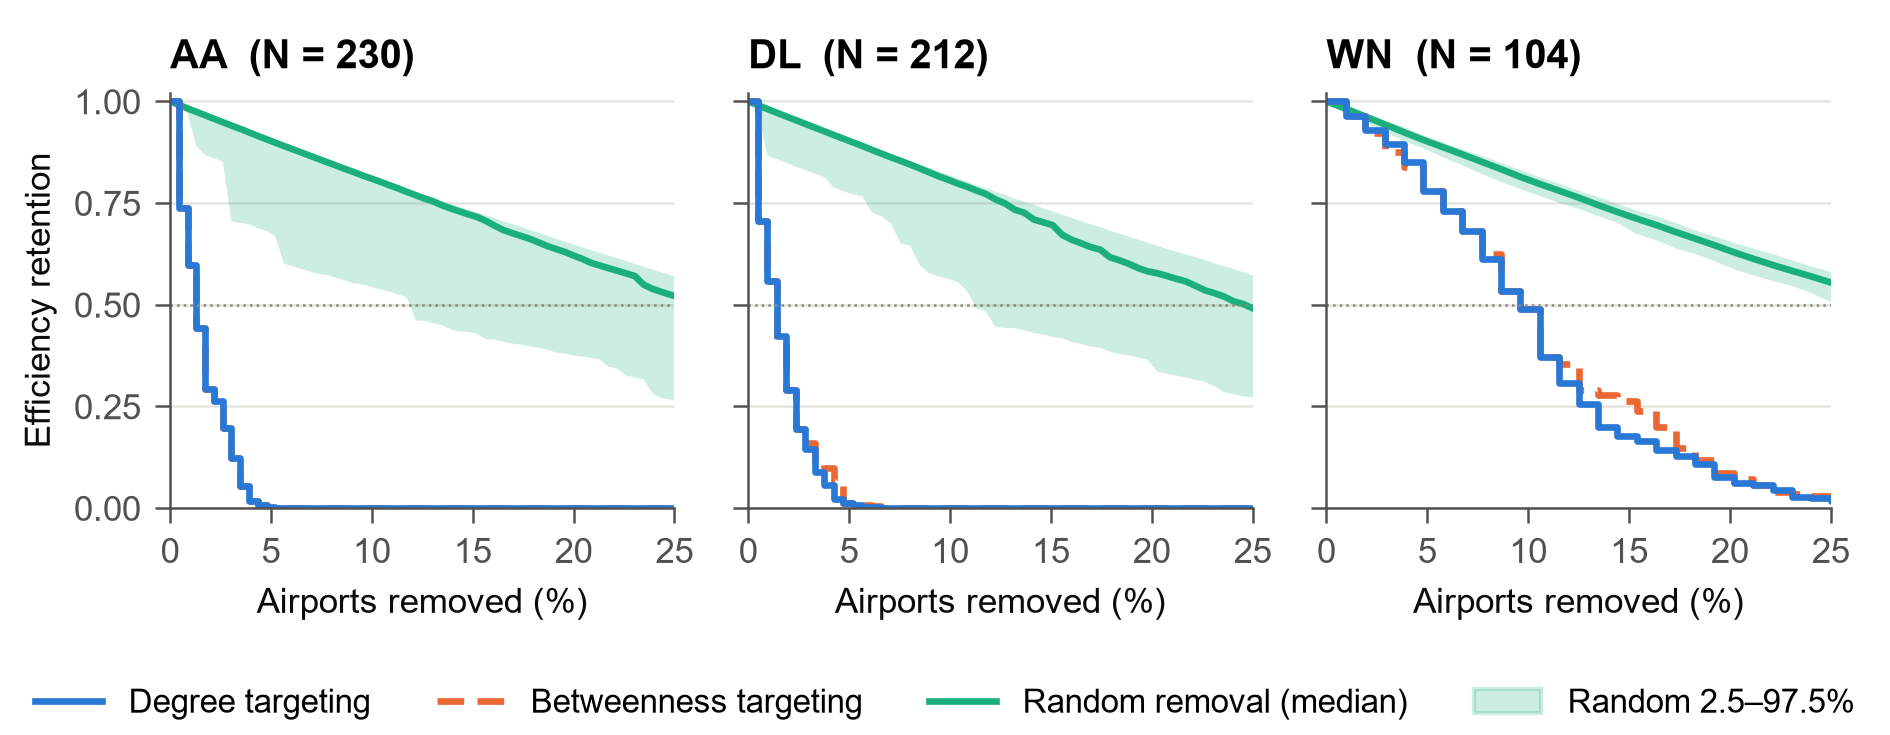 AA (N = 230)
DL (N = 212)
WN (N = 104)
Efficiency retention
1.00
0.75
0.50
0.25
0.00
0 5 10 15 20 25
0 5 10 15 20 25
0 5 10 15 20 25
Airports removed (%)
Airports removed (%)
Airports removed (%)
Degree targeting
Betweenness targeting
Random removal (median)
Random 2.5–97.5%